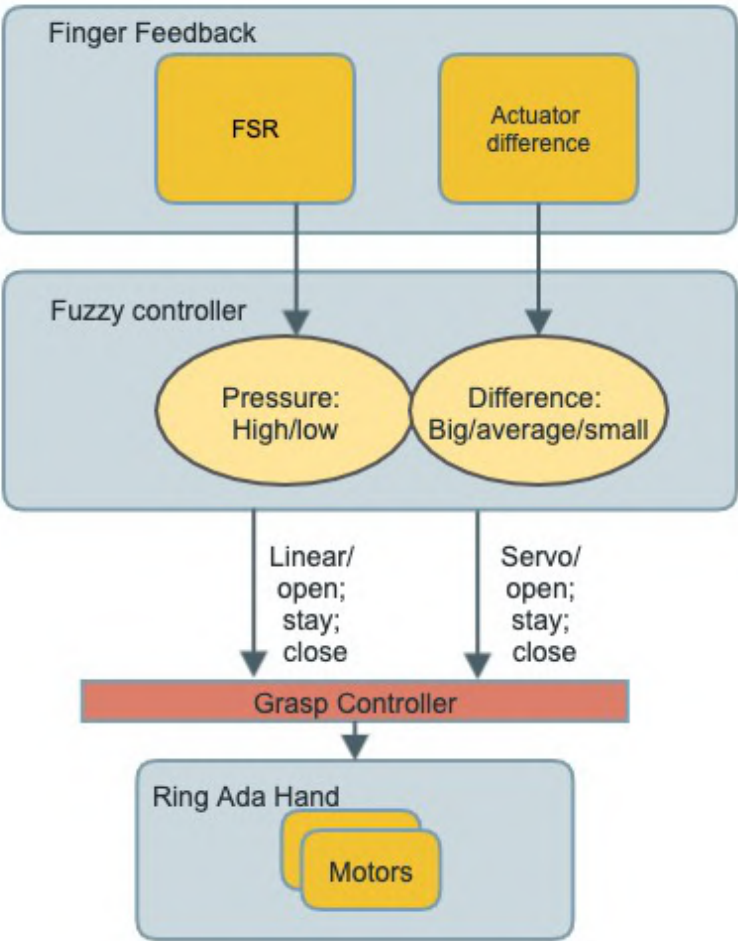 Finger Feedback
FSR
Actuator
difference
Fuzzy controller
Pressure:
High/low
Difference:
Big/average/small
Linear/
open;
stay;
close
Servo/
open;
stay;
close
Grasp Controller
Ring Ada Hand
Motors